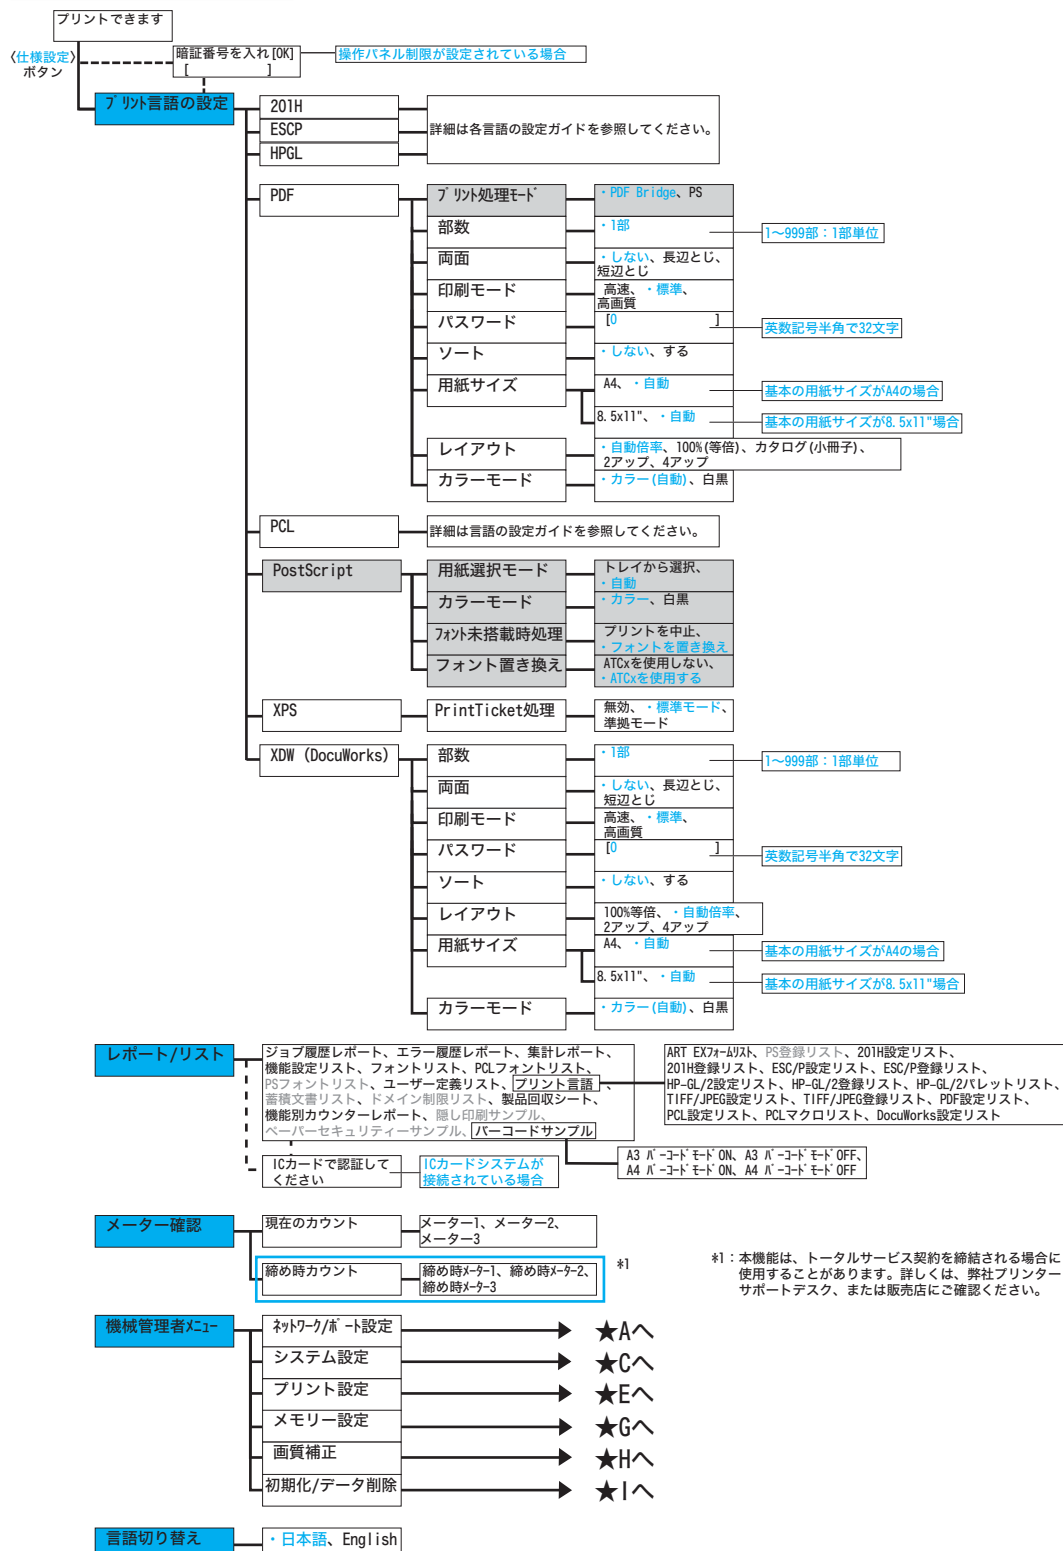 プリントできます
〈仕様設定〉
ボタン
暗証番号を入れ[OK]
[ ]
操作パネル制限が設定されている場合
プリント言語の設定
201H
ESCP
HPGL
詳細は各言語の設定ガイドを参照してください。
PDF
プリント処理モード
・PDF Bridge、PS
部数
・1部
1～999部：1部単位
両面
・しない、長辺とじ、
短辺とじ
印刷モード
高速、・標準、
高画質
パスワード
[0 ]
英数記号半角で32文字
ソート
・しない、する
用紙サイズ
A4、・自動
基本の用紙サイズがA4の場合
8.5x11"、・自動
基本の用紙サイズが8.5x11"場合
レイアウト
・自動倍率、100%(等倍)、カタログ(小冊子)、
2アップ、4アップ
カラーモード
・カラー(自動)、白黒
PCL
詳細は言語の設定ガイドを参照してください。
PostScript
用紙選択モード
トレイから選択、
・自動
カラーモード
・カラー、白黒
フォント未搭載時処理
プリントを中止、
・フォントを置き換え
フォント置き換え
ATCxを使用しない、
・ATCxを使用する
XPS
PrintTicket処理
無効、・標準モード、
準拠モード
XDW (DocuWorks)
部数
・1部
1～999部：1部単位
両面
・しない、長辺とじ、
短辺とじ
印刷モード
高速、・標準、
高画質
パスワード
[0 ]
英数記号半角で32文字
ソート
・しない、する
レイアウト
100%等倍、・自動倍率、
2アップ、4アップ
用紙サイズ
A4、・自動
基本の用紙サイズがA4の場合
8.5x11"、・自動
基本の用紙サイズが8.5x11"場合
カラーモード
・カラー(自動)、白黒
レポート/リスト
ジョブ履歴レポート、エラー履歴レポート、集計レポート、
機能設定リスト、フォントリスト、PCLフォントリスト、
PSフォントリスト、ユーザー定義リスト、プリント言語、
蓄積文書リスト、ドメイン制限リスト、製品回収シート、
機能別カウンターレポート、隠し印刷サンプル、
ペーパーセキュリティーサンプル、バーコードサンプル
ART EXフォームリスト、PS登録リスト、201H設定リスト、
201H登録リスト、ESC/P設定リスト、ESC/P登録リスト、
HP-GL/2設定リスト、HP-GL/2登録リスト、HP-GL/2パレットリスト、
TIFF/JPEG設定リスト、TIFF/JPEG登録リスト、PDF設定リスト、
PCL設定リスト、PCLマクロリスト、DocuWorks設定リスト
A3 バーコードモードON、A3 バーコードモードOFF、
A4 バーコードモードON、A4 バーコードモードOFF
ICカードで認証して
ください
ICカードシステムが
接続されている場合
メーター確認
現在のカウント
メーター1、メーター2、
メーター3
締め時カウント
締め時メーター1、締め時メーター2、
締め時メーター3
*1
*1：本機能は、トータルサービス契約を締結される場合に
使用することがあります。詳しくは、弊社プリンター
サポートデスク、または販売店にご確認ください。
機械管理者メニュー
ネットワーク/ポート設定
★Aへ
システム設定
★Cへ
プリント設定
★Eへ
メモリー設定
★Gへ
画質補正
★Hへ
初期化/データ削除
★Iへ
言語切り替え
・日本語、English